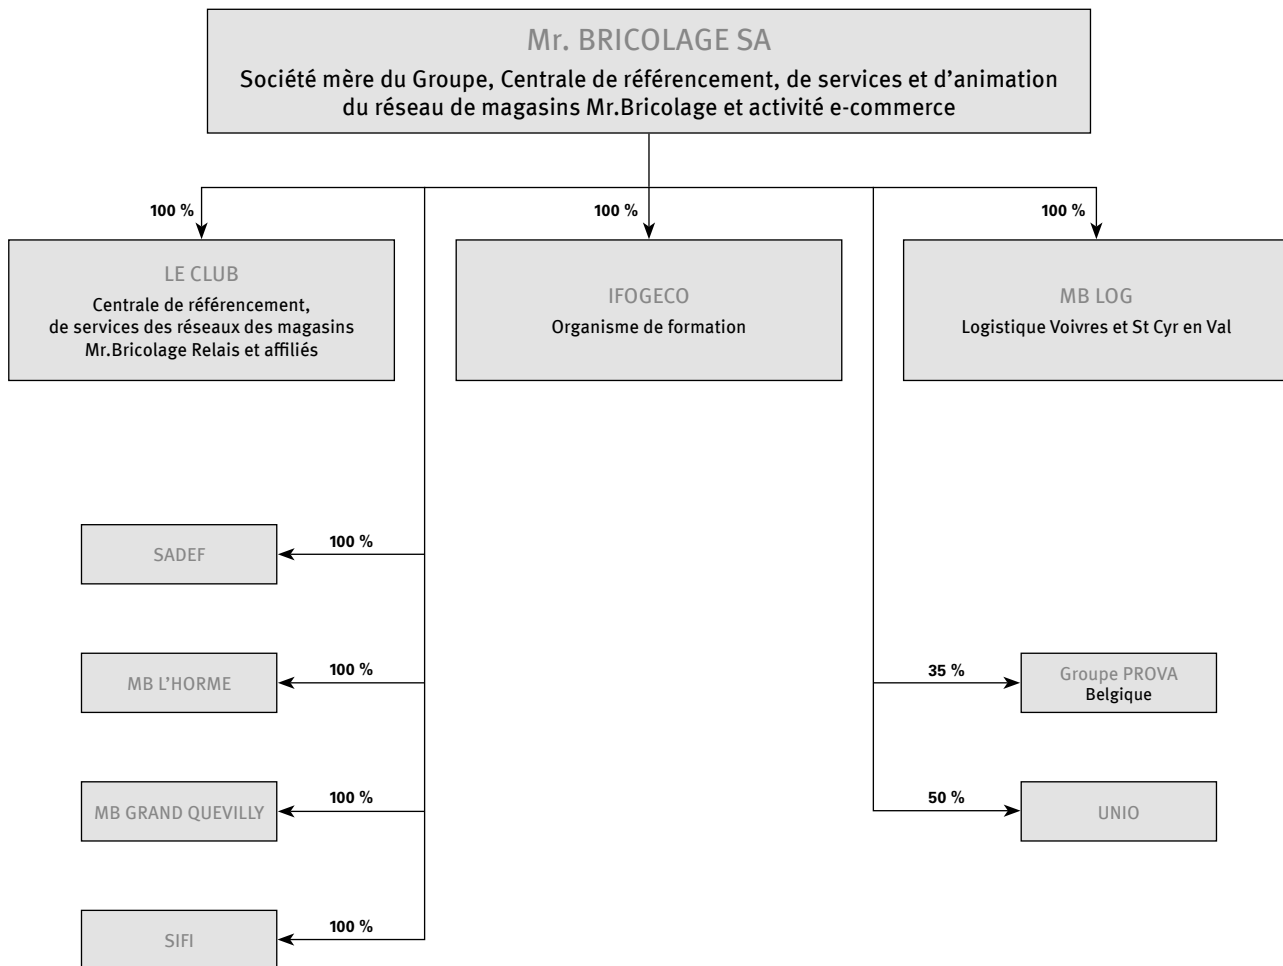 Mr. BRICOLAGE SA
Société mère du Groupe, Centrale de référencement, de services et d'animation
du réseau de magasins Mr.Bricolage et activité e-commerce
100 %
100 %
100 %
LE CLUB
Centrale de référencement,
de services des réseaux des magasins
Mr.Bricolage Relais et affiliés
IFOGECO
Organisme de formation
MB LOG
Logistique Voivres et St Cyr en Val
SADEF
100 %
MB L'HORME
100 %
35 %
Groupe PROVA
Belgique
MB GRAND QUEVILLY
100 %
50 %
UNIO
SIFI
100 %